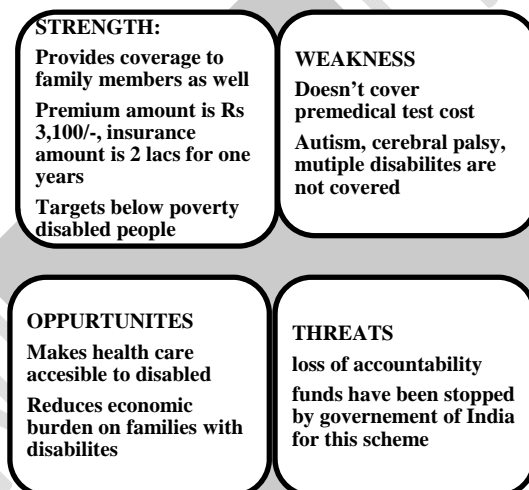 STRENGTH:
Provides coverage to
family members as well
Premium amount is Rs
3,100/-, insurance
amount is 2 lacs for one
years
Targets below poverty
disabled people
WEAKNESS
Doesn't cover
premedical test cost
Autism, cerebral palsy,
mutiple disabilites are
not covered
OPPURTUNITES
Makes health care
accesible to disabled
Reduces economic
burden on families with
disabilites
THREATS
loss of accountability
funds have been stopped
by governement of India
for this scheme